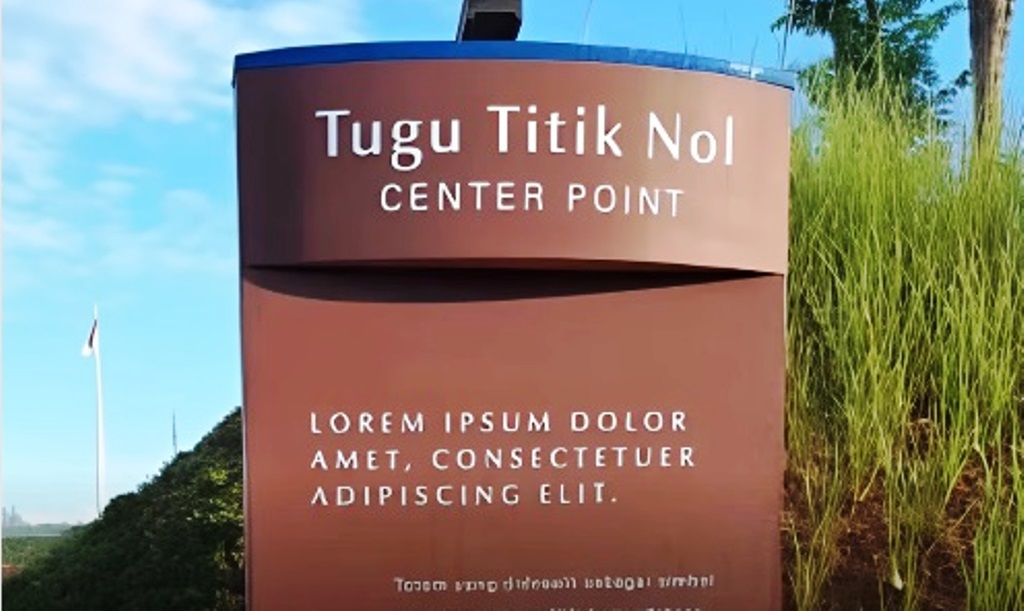 Tugu Titik Nol
CENTER POINT
LOREM IPSUM DOLOR
AMET, CONSECTETUER
ADIPISCING ELIT.